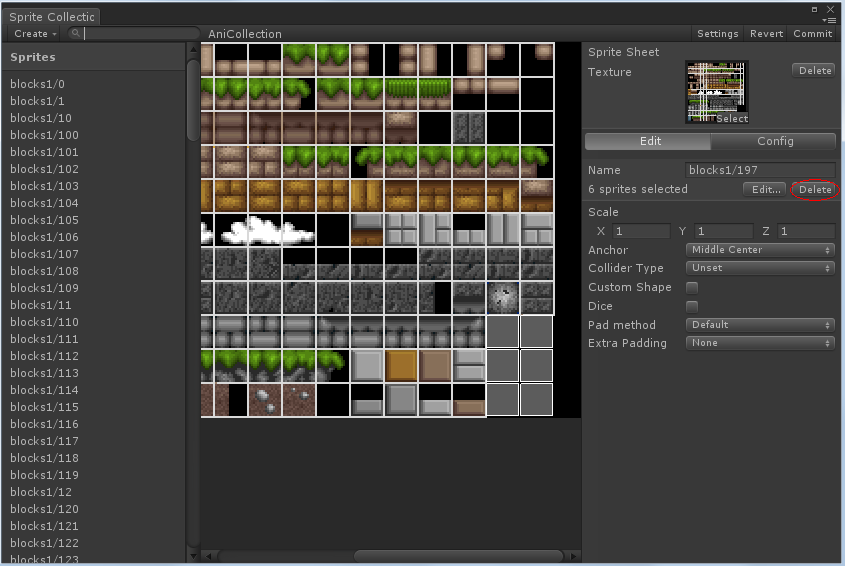 Sprite Collectic
Create
AniCollection
Settings
Revert
Commit
Sprites
blocks1/0
blocks1/1
blocks1/10
blocks1/100
blocks1/101
blocks1/102
blocks1/103
blocks1/104
blocks1/105
blocks1/106
blocks1/107
blocks1/108
blocks1/109
blocks1/11
blocks1/110
blocks1/111
blocks1/112
blocks1/113
blocks1/114
blocks1/115
blocks1/116
blocks1/117
blocks1/118
blocks1/119
blocks1/12
blocks1/120
blocks1/121
blocks1/122
blocks1/123
Sprite Sheet
Texture
Delete
Select
Edit
Config
Name
blocks1/197
6 sprites selected
Edit...
Delete
Scale
X 1 Y 1 Z 1
Anchor Middle Center
Collider Type Unset
Custom Shape
Dice
Pad method Default
Extra Padding None